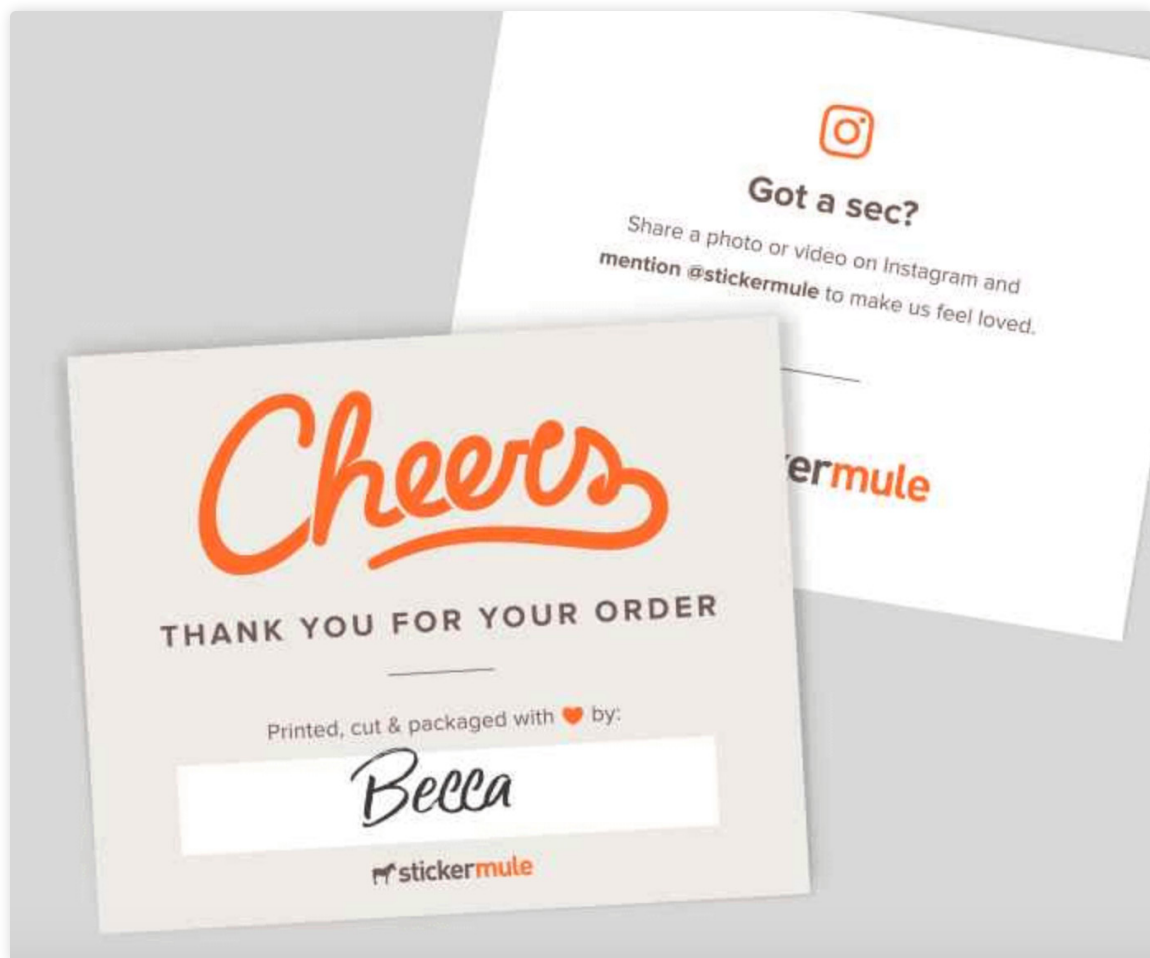 Got a sec?
Share a photo or video on Instagram and
mention @stickermule to make us feel loved.
ermule
Cheers
THANK YOU FOR YOUR ORDER
Printed, cut & packaged with by:
Becca
stickermule